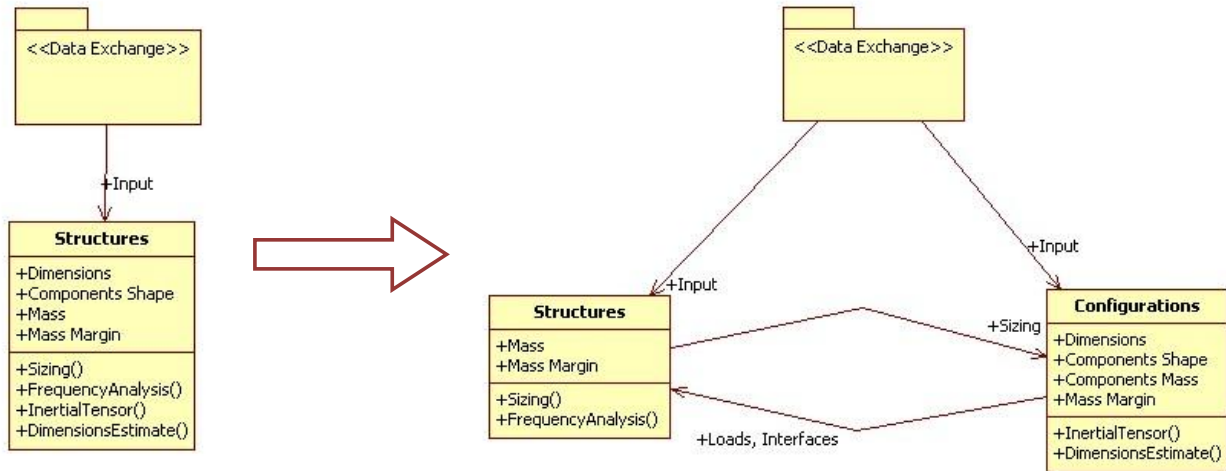 <<Data Exchange>>
+Input
Structures
+Dimensions
+Components Shape
+Mass
+Mass Margin
+Sizing()
+FrequencyAnalysis()
+InertialTensor()
+DimensionsEstimate()
<<Data Exchange>>
+Input
+Input
Structures
+Mass
+Mass Margin
+Sizing()
+FrequencyAnalysis()
+Sizing
+Loads, Interfaces
Configurations
+Dimensions
+Components Shape
+Components Mass
+Mass Margin
+InertialTensor()
+DimensionsEstimate()